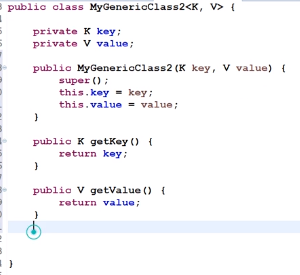 public class MyGenericClass2<K, V> {
private K key;
private V value;
public MyGenericClass2(K key, V value) {
super();
this.key = key;
this.value = value;
}
public K getKey() {
return key;
}
public V getValue() {
return value;
}
}